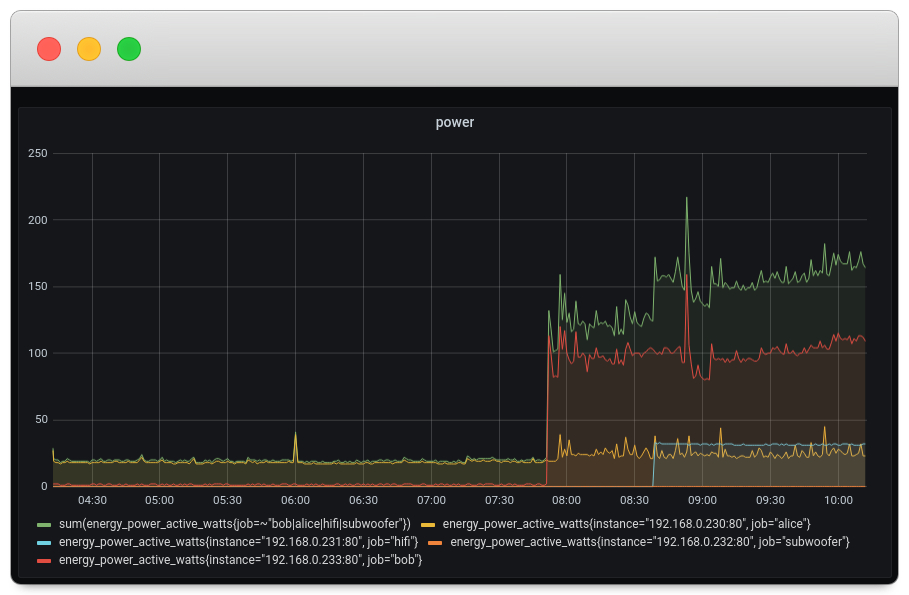 power
250
200
150
100
50
0
04:30 05:00 05:30 06:00 06:30 07:00 07:30 08:00 08:30 09:00 09:30 10:00
sum(energy_power_active_watts{job=~"bob|alice|hifi|subwoofer"}) energy_power_active_watts{instance="192.168.0.230:80", job="alice"}
energy_power_active_watts{instance="192.168.0.231:80", job="hifi"} energy_power_active_watts{instance="192.168.0.232:80", job="subwoofer"}
energy_power_active_watts{instance="192.168.0.233:80", job="bob"}